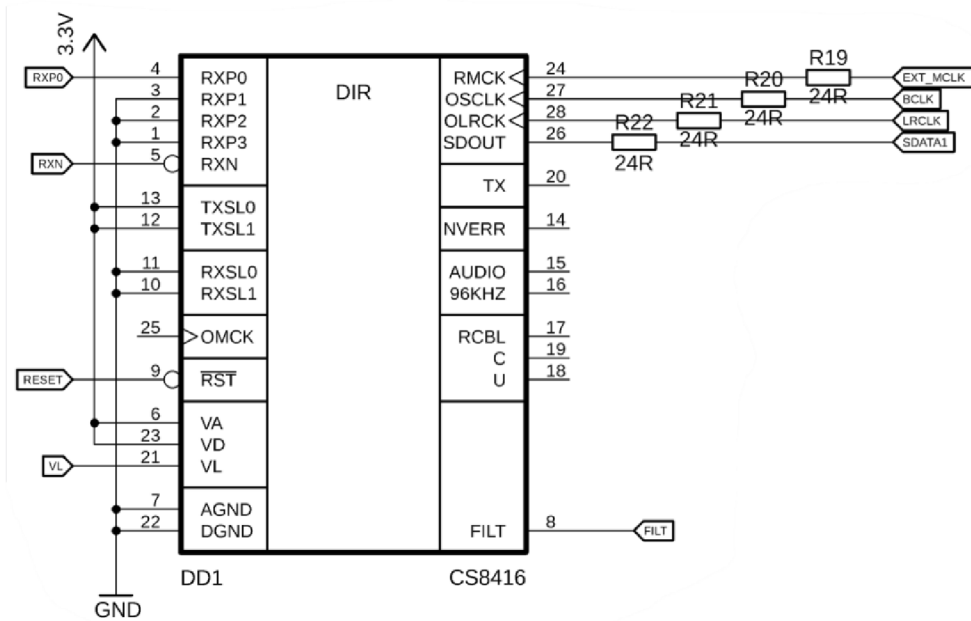 3.3V
RXP0
4
RXP0
3
RXP1
2
RXP2
1
RXP3
RXN
5
RXN
13
TXSL0
12
TXSL1
11
RXSL0
10
RXSL1
25
OMCK
RESET
9
RST
6
VA
23
VD
VL
21
VL
7
AGND
22
DGND
GND
DIR
RMCK
24
R19
24R
EXT_MCLK
OSCLK
27
R20
24R
BCLK
OLRCK
28
R21
24R
LRCLK
SDOUT
26
R22
24R
SDATA1
TX
20
NVERR
14
AUDIO
15
96KHZ
16
RCBL
17
C
19
U
18
FILT
8
FILT
DD1
CS8416